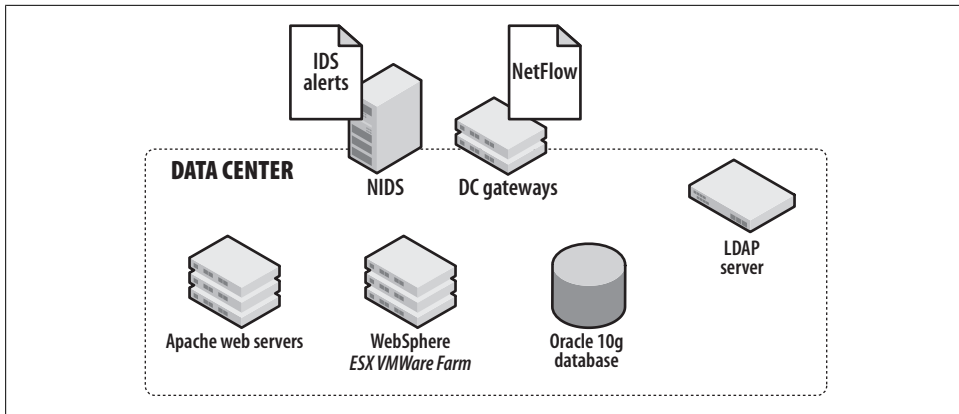 IDS
alerts
NetFlow
DATA CENTER
NIDS
DC gateways
LDAP
server
Apache web servers
WebSphere
ESX VMWare Farm
Oracle 10g
database